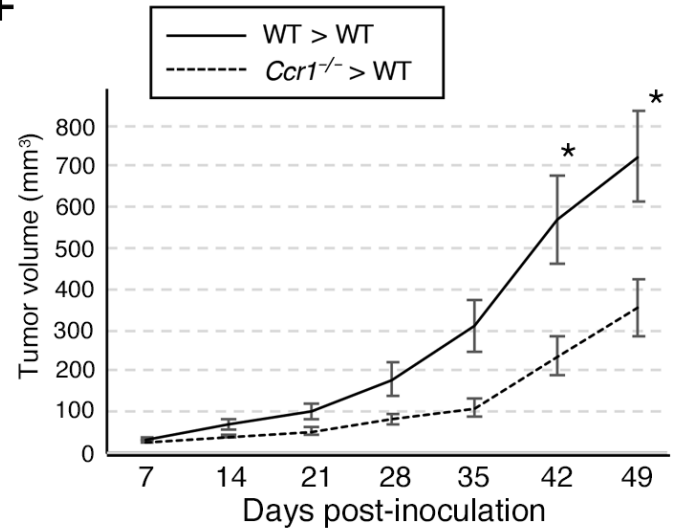 F
WT > WT
Ccr1⁻/⁻ > WT
*
*
800
700
600
500
400
300
200
100
0
Tumor volume (mm³)
7 14 21 28 35 42 49
Days post-inoculation